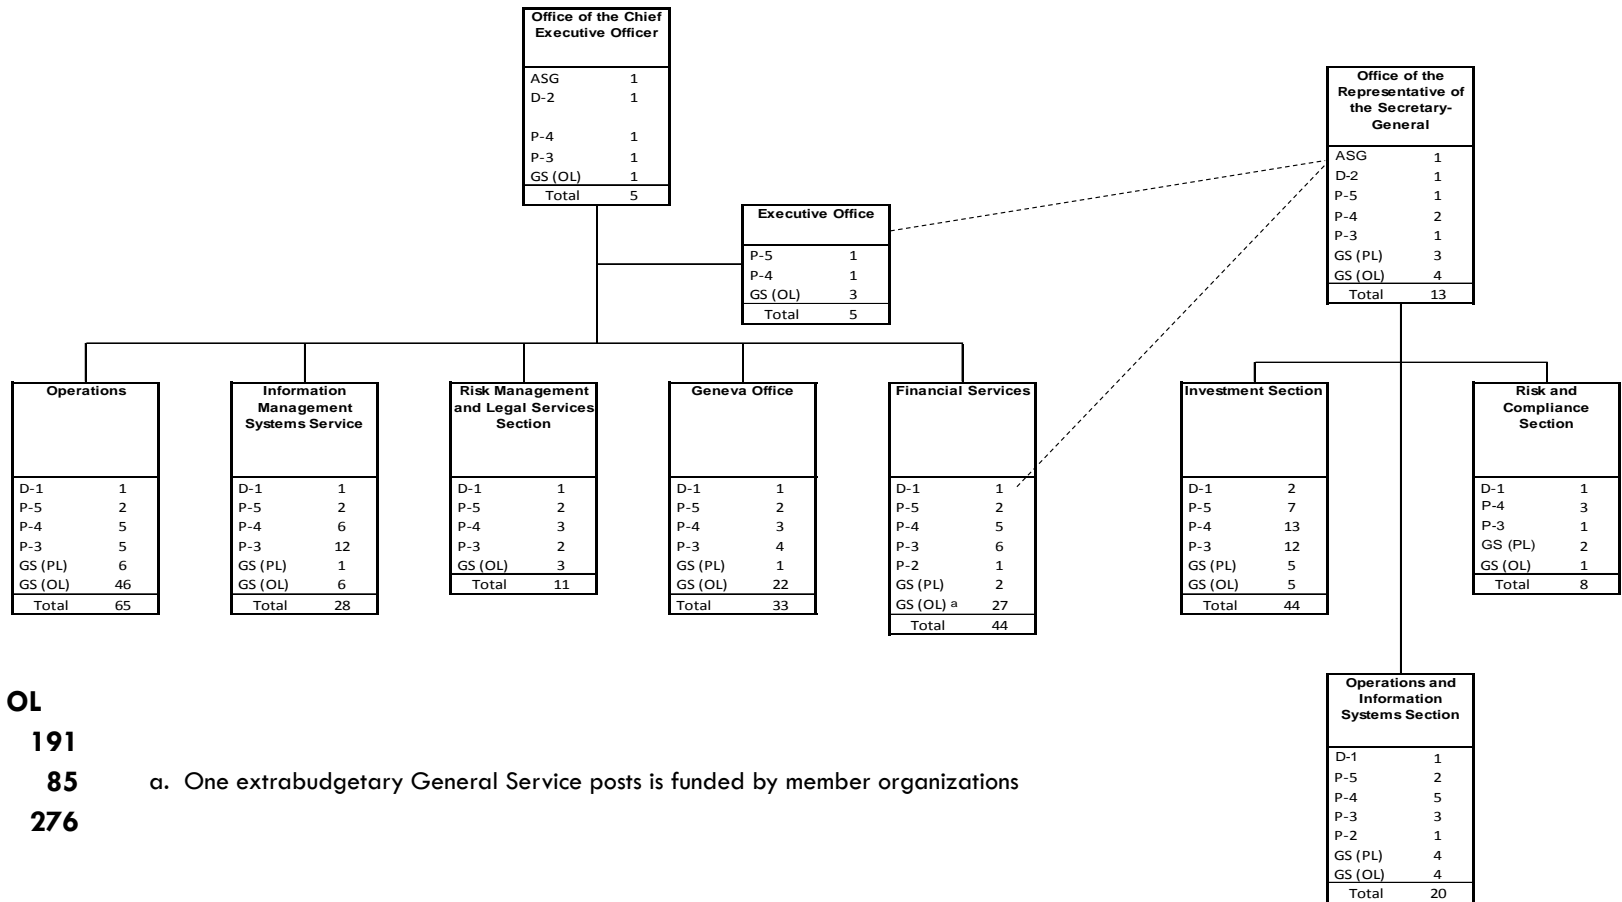 Office of the Chief
Executive Officer
ASG 1
D-2 1
P-4 1
P-3 1
GS (OL) 1
Total 5
Office of the
Representative of
the Secretary-
General
ASG 1
D-2 1
P-5 1
P-4 2
P-3 1
GS (PL) 3
GS (OL) 4
Total 13
Executive Office
P-5 1
P-4 1
GS (OL) 3
Total 5
Operations
D-1 1
P-5 2
P-4 5
P-3 5
GS (PL) 6
GS (OL) 46
Total 65
Information
Management
Systems Service
D-1 1
P-5 2
P-4 6
P-3 12
GS (PL) 1
GS (OL) 6
Total 28
Risk Management
and Legal Services
Section
D-1 1
P-5 2
P-4 3
P-3 2
GS (OL) 3
Total 11
Geneva Office
D-1 1
P-5 2
P-4 3
P-3 4
GS (PL) 1
GS (OL) 22
Total 33
Financial Services
D-1 1
P-5 2
P-4 5
P-3 6
P-2 1
GS (PL) 2
GS (OL) a 27
Total 44
Investment Section
D-1 2
P-5 7
P-4 13
P-3 12
GS (PL) 5
GS (OL) 5
Total 44
Risk and
Compliance
Section
D-1 1
P-4 3
P-3 1
GS (PL) 2
GS (OL) 1
Total 8
Operations and
Information
Systems Section
D-1 1
P-5 2
P-4 5
P-3 3
P-2 1
GS (PL) 4
GS (OL) 4
Total 20
OL
191
85
276
a. One extrabudgetary General Service posts is funded by member organizations